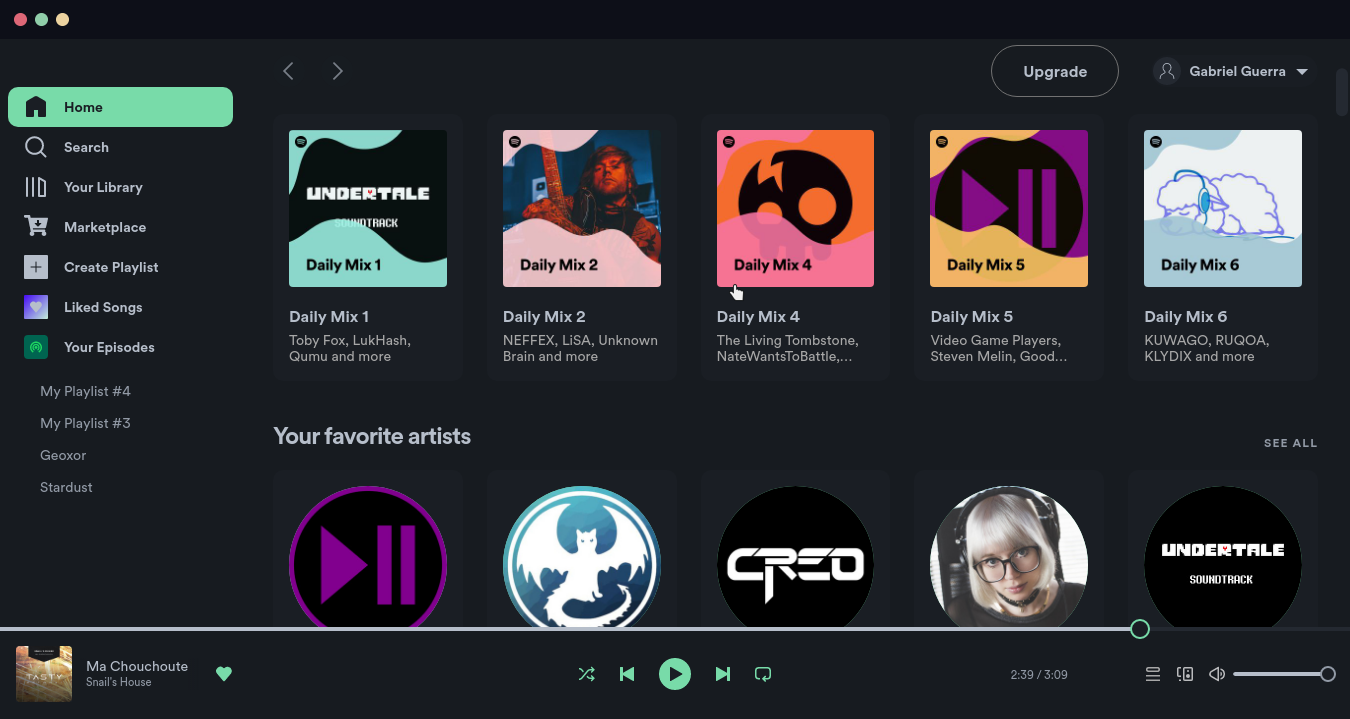 Upgrade
Gabriel Guerra
Home
Search
Your Library
Marketplace
Create Playlist
Liked Songs
Your Episodes
My Playlist #4
My Playlist #3
Geoxor
Stardust
UNDERTALE
SOUNDTRACK
Daily Mix 1
Daily Mix 2
Daily Mix 4
Daily Mix 5
Daily Mix 6
Daily Mix 1
Toby Fox, LukHash,
Qumu and more
Daily Mix 2
NEFFEX, LiSA, Unknown
Brain and more
Daily Mix 4
The Living Tombstone,
NateWantsToBattle,...
Daily Mix 5
Video Game Players,
Steven Melin, Good...
Daily Mix 6
KUWAGO, RUQOA,
KLYDIX and more
Your favorite artists
SEE ALL
CREO
UNDERTALE
SOUNDTRACK
TASTY
Ma Chouchoute
Snail's House
2:39 / 3:09